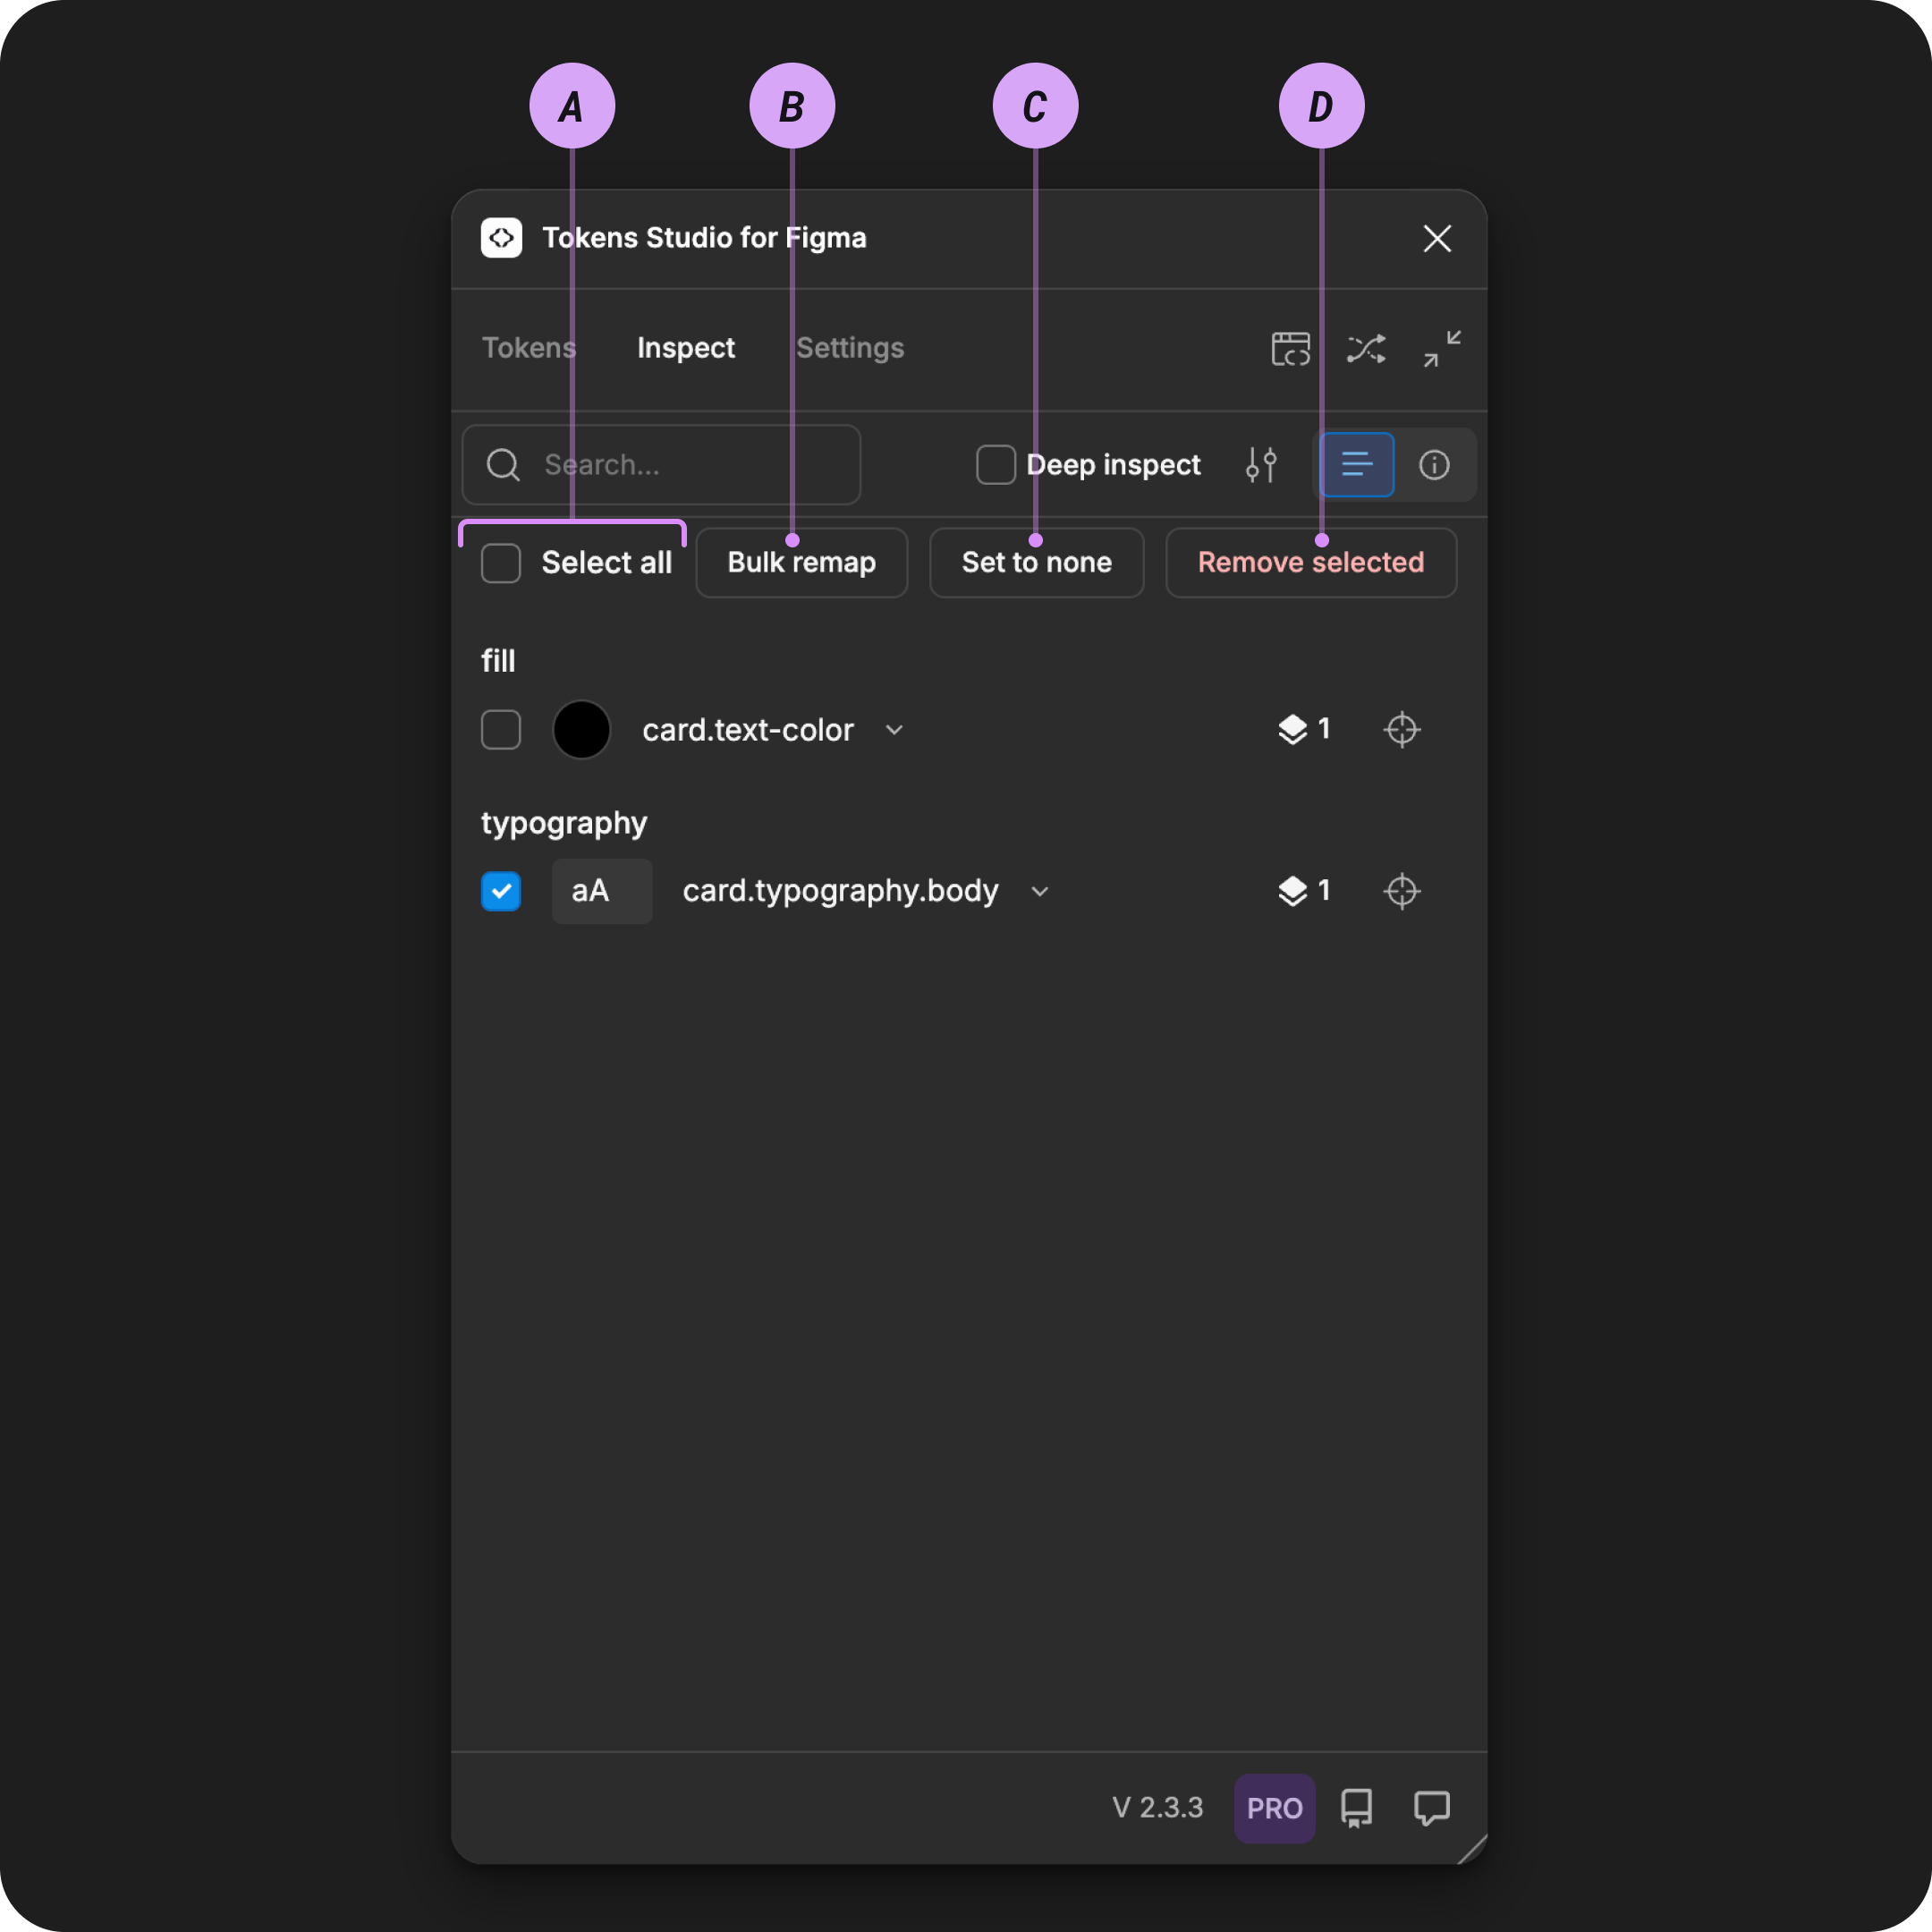 A B C D
Tokens Studio for Figma
Tokens Inspect Settings
Search... Deep inspect
Select all Bulk remap Set to none Remove selected
fill
card.text-color 1
typography
aA card.typography.body 1
V 2.3.3 PRO